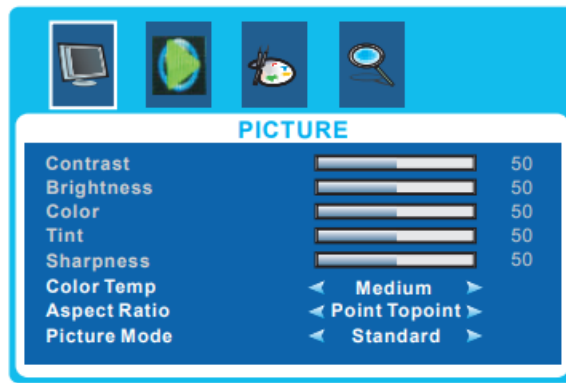 PICTURE
Contrast 50
Brightness 50
Color 50
Tint 50
Sharpness 50
Color Temp Medium
Aspect Ratio Point Topoint
Picture Mode Standard